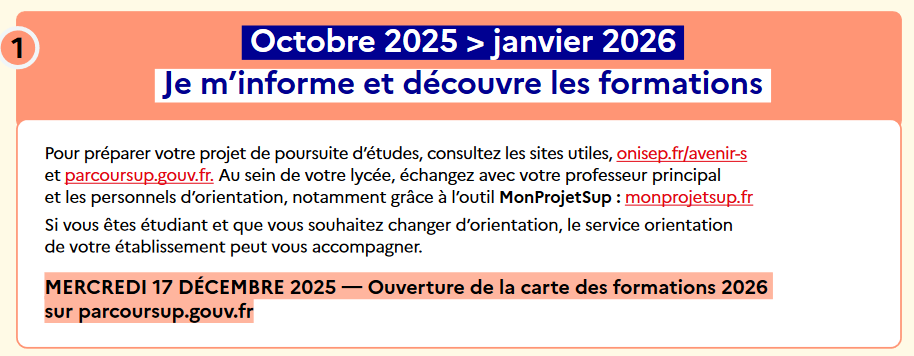 1
Octobre 2025 > janvier 2026
Je m’informe et découvre les formations
Pour préparer votre projet de poursuite d’études, consultez les sites utiles, onisep.fr/avenir-s
et parcoursup.gouv.fr. Au sein de votre lycée, échangez avec votre professeur principal
et les personnels d’orientation, notamment grâce à l’outil MonProjetSup : monprojetsup.fr
Si vous êtes étudiant et que vous souhaitez changer d’orientation, le service orientation
de votre établissement peut vous accompagner.
MERCREDI 17 DÉCEMBRE 2025 — Ouverture de la carte des formations 2026
sur parcoursup.gouv.fr